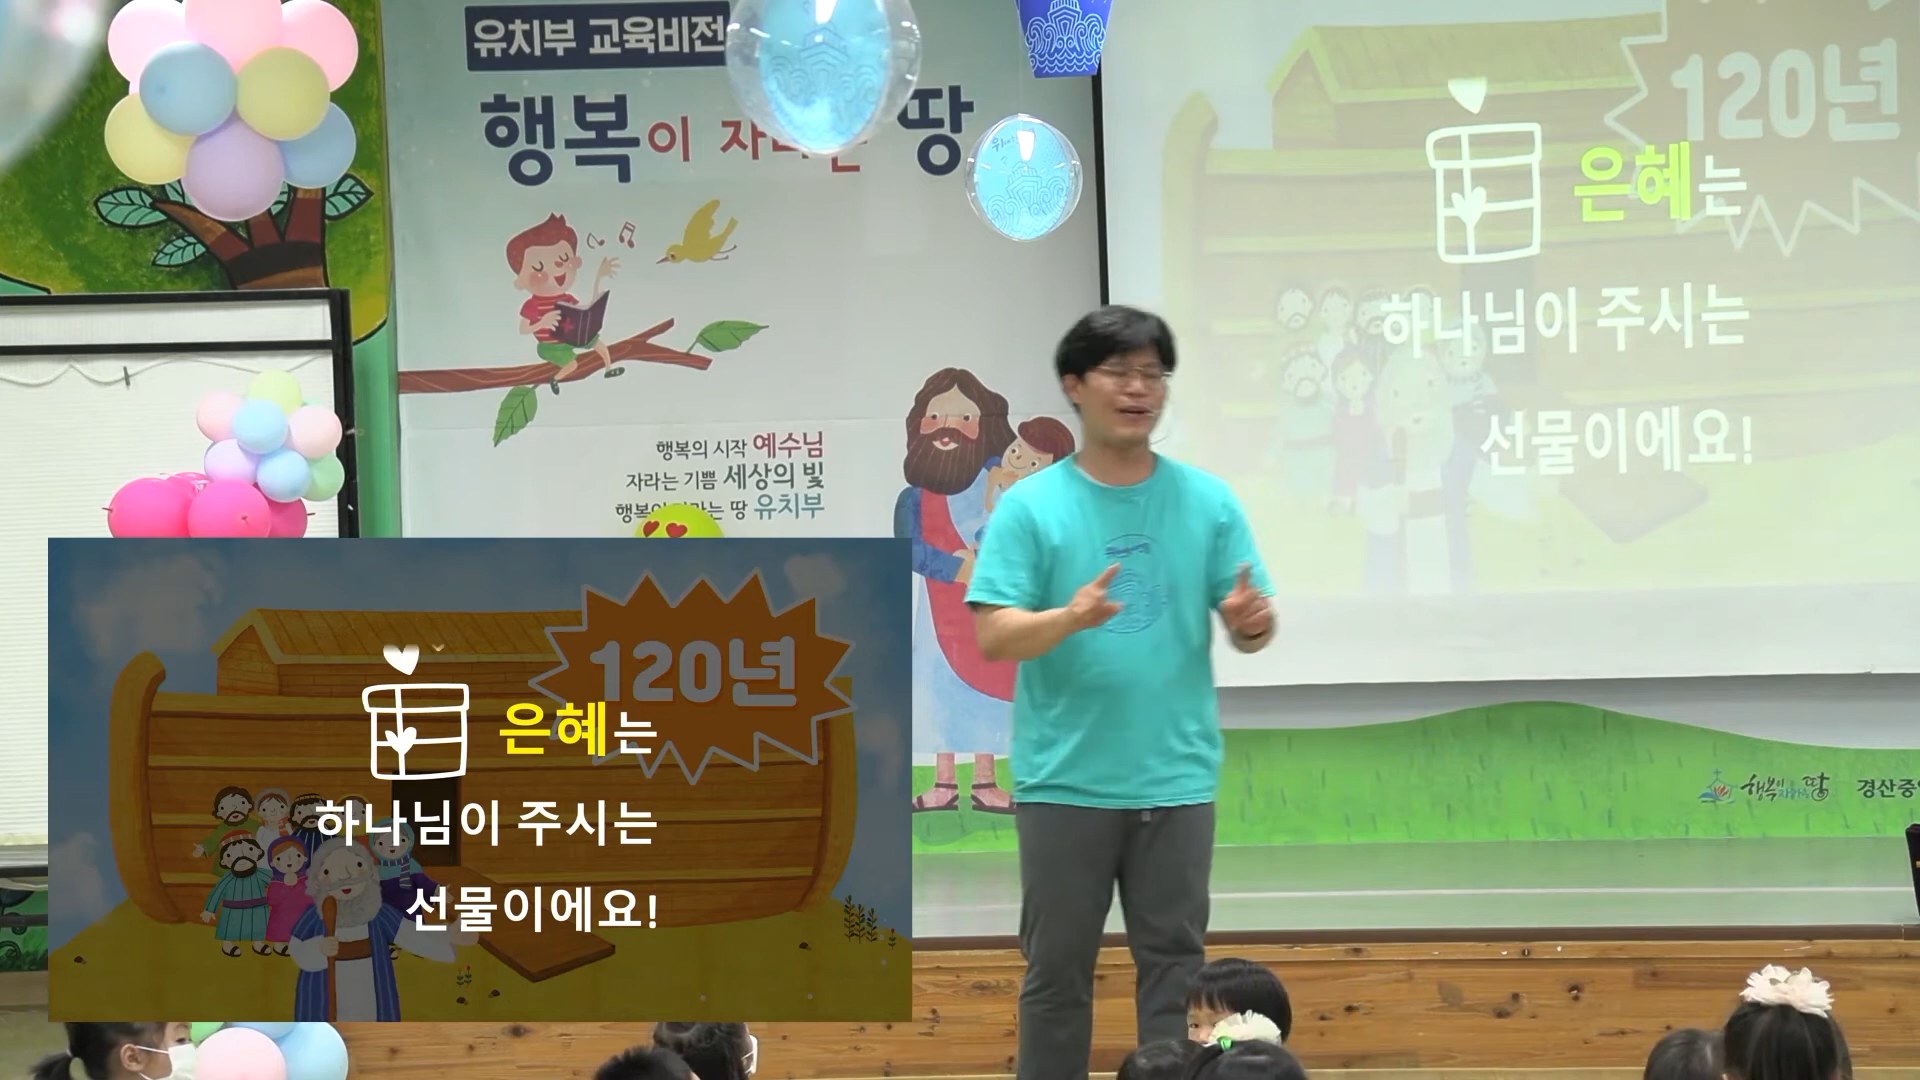 유치부 교육비전
행복이 자라는 땅
행복의 시작 예수님
자라는 기쁨 세상의 빛
행복이 자라는 땅 유치부
120년
은혜는
하나님이 주시는
선물이에요!
행복이 자라는 땅
120년
은혜는
하나님이 주시는
선물이에요!